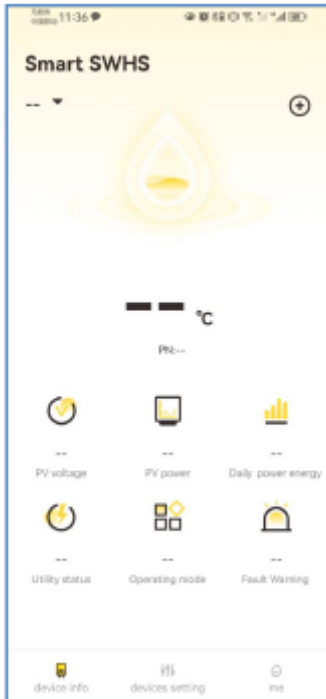 11:36
Smart SWHS
--
-- °C
PN:--
-- -- --
PV voltage PV power Daily power energy
-- -- --
Utility status Operating mode Fault Warning
device info devices setting me